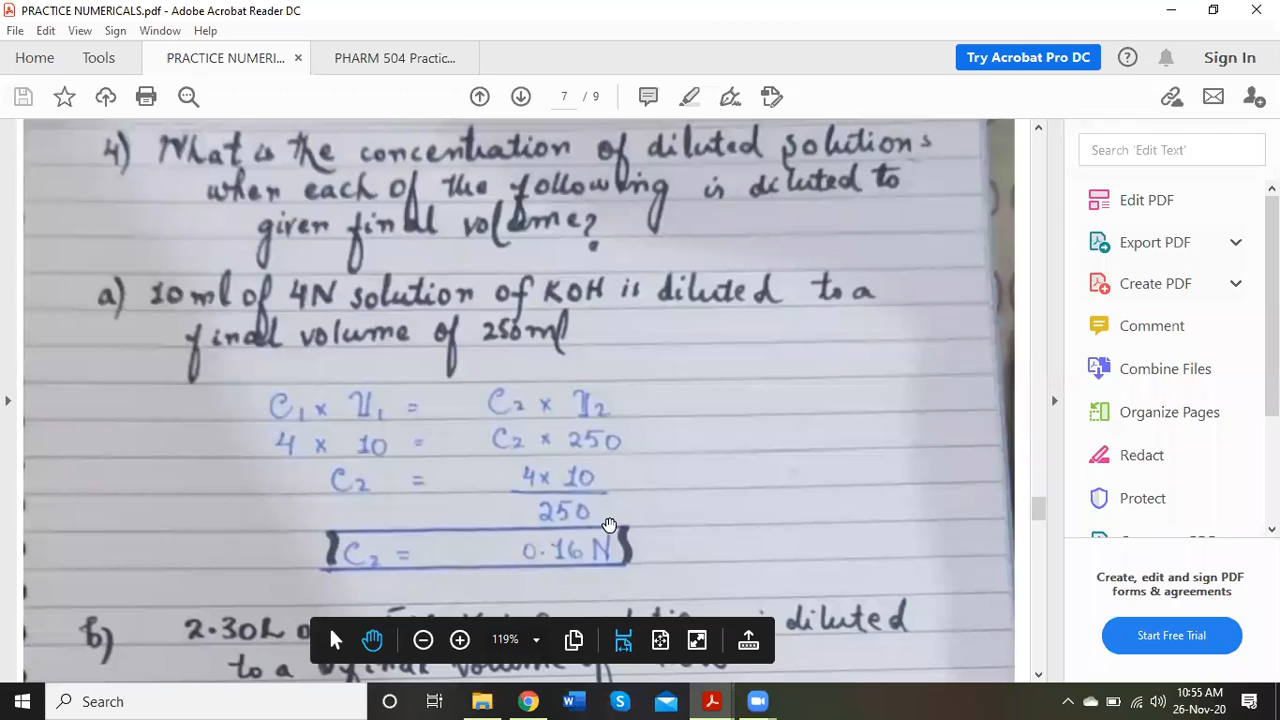 PRACTICE NUMERICALS.pdf - Adobe Acrobat Reader DC
File Edit View Sign Window Help
Home Tools PRACTICE NUMERI... × PHARM 504 Practic... Try Acrobat Pro DC Sign In
7 / 9
4) What is the concentration of diluted solutions
when each of the following is diluted to
given final volume?
a) 10ml of 4N solution of KOH is diluted to a
final volume of 250ml
C₁ × V₁ = C₂ × V₂
4 × 10 = C₂ × 250
C₂ = 4 × 10
250
C₂ = 0.16 N
b) 2.30L diluted
to a final volume of
119%
Search 'Edit Text'
Edit PDF
Export PDF
Create PDF
Comment
Combine Files
Organize Pages
Redact
Protect
Create, edit and sign PDF
forms & agreements
Start Free Trial
Search
10:55 AM
26-Nov-20